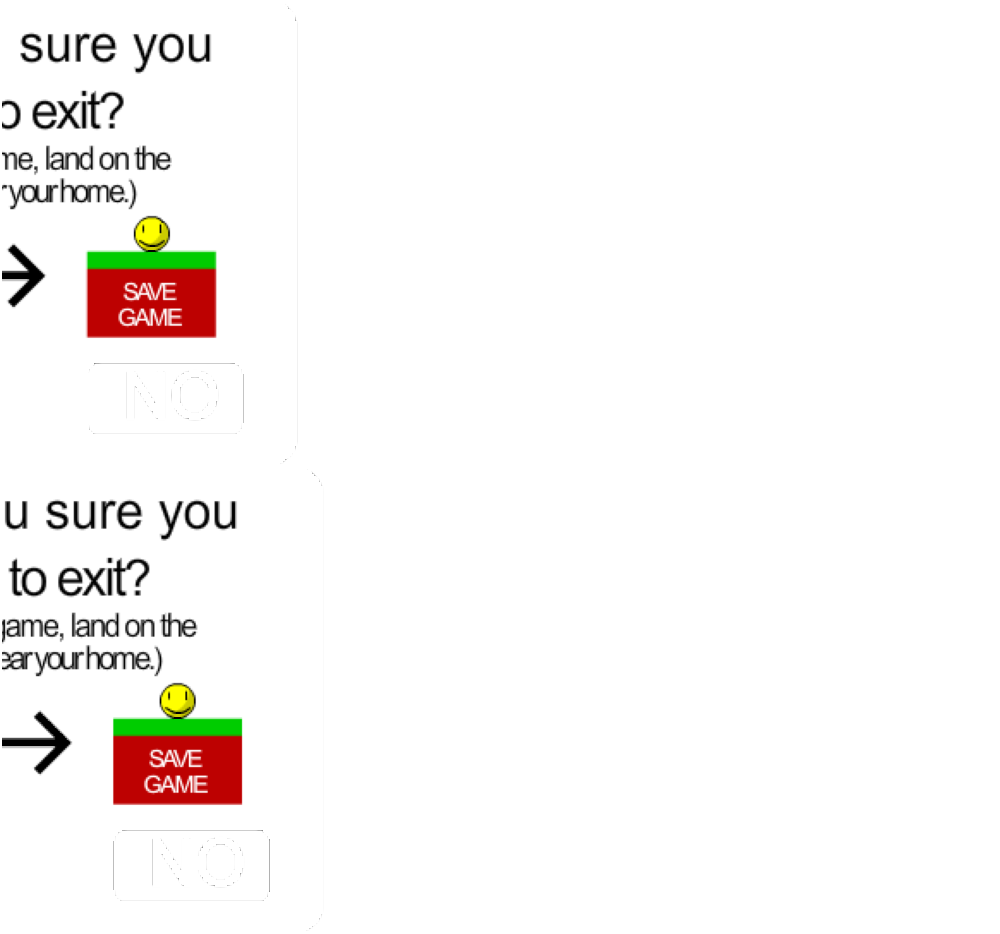 sure you
o exit?
me, land on the
r your home.)
SAVE
GAME
NO
u sure you
to exit?
game, land on the
ear your home.)
SAVE
GAME
NO